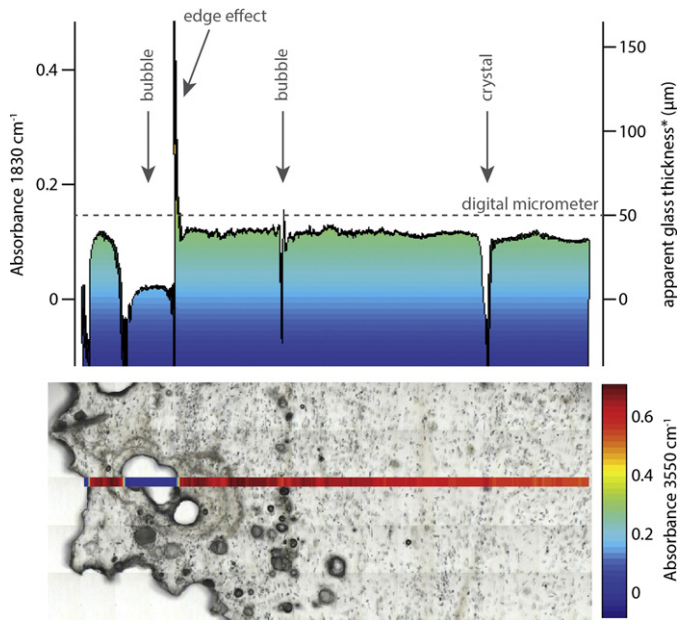 edge effect
bubble
bubble
crystal
digital micrometer
Absorbance 1830 cm⁻¹
0.4
0.2
0
apparent glass thickness* (μm)
150
100
50
0
Absorbance 3550 cm⁻¹
0.6
0.4
0.2
0